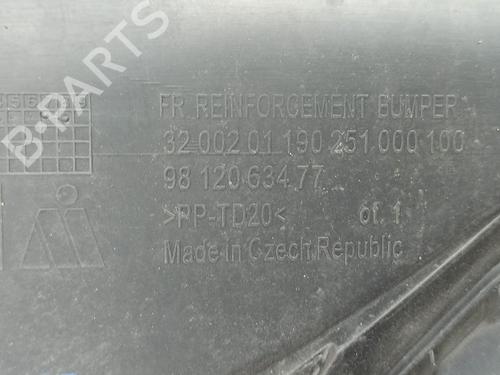 FR REINFORCEMENT BUMPER
32 002 01 190 251 000 100
98 120 634 77
>PP-TD20< of. 1
Made in Czech Republic
B-PARTS